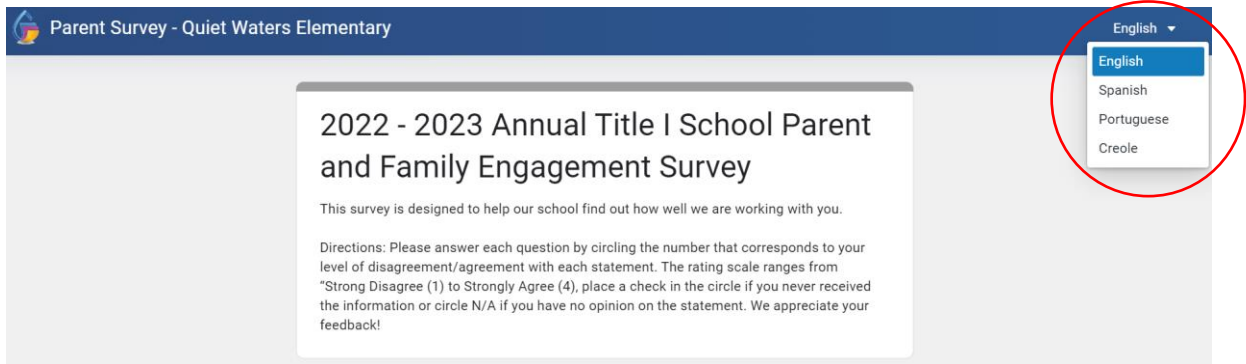 Parent Survey - Quiet Waters Elementary
English
English
Spanish
Portuguese
Creole
2022 - 2023 Annual Title I School Parent
and Family Engagement Survey
This survey is designed to help our school find out how well we are working with you.
Directions: Please answer each question by circling the number that corresponds to your
level of disagreement/agreement with each statement. The rating scale ranges from
“Strong Disagree (1) to Strongly Agree (4), place a check in the circle if you never received
the information or circle N/A if you have no opinion on the statement. We appreciate your
feedback!